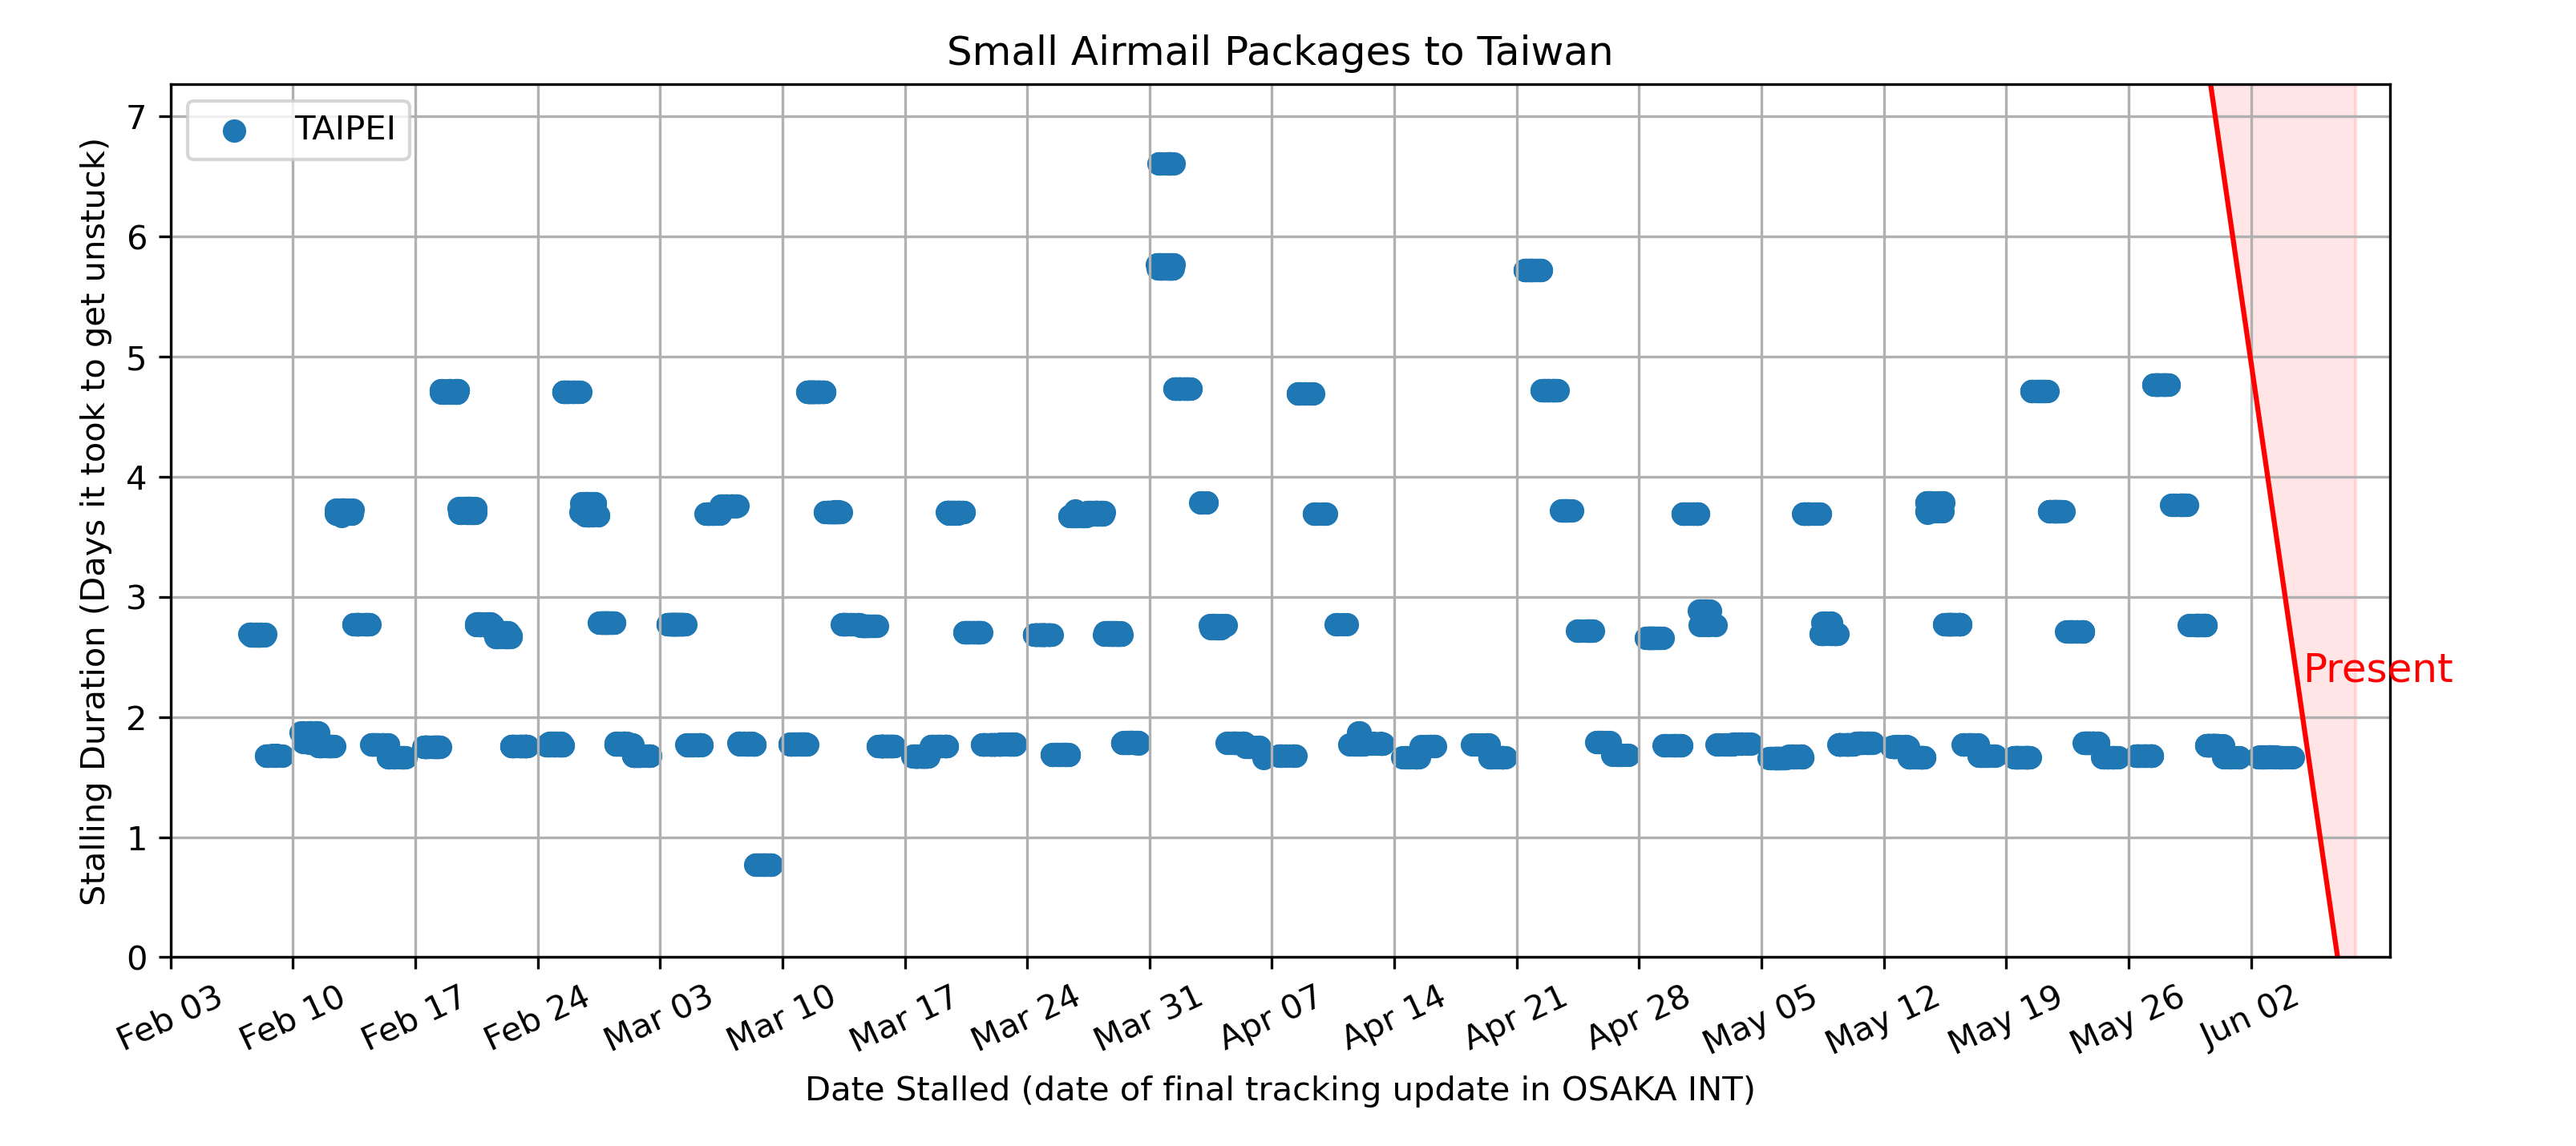 Small Airmail Packages to Taiwan
TAIPEI
Stalling Duration (Days it took to get unstuck)
7
6
5
4
3
2
1
0
Present
Feb 03
Feb 10
Feb 17
Feb 24
Mar 03
Mar 10
Mar 17
Mar 24
Mar 31
Apr 07
Apr 14
Apr 21
Apr 28
May 05
May 12
May 19
May 26
Jun 02
Date Stalled (date of final tracking update in OSAKA INT)